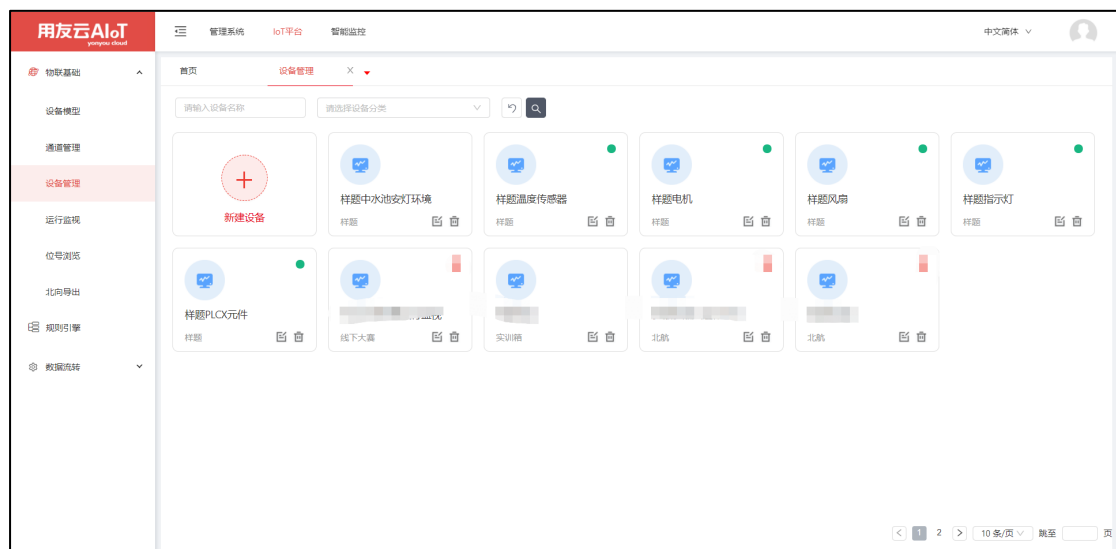 用友云AIoT
yonyou cloud
管理系统 IoT平台 智能监控
中文简体
物联基础
设备模型
通道管理
设备管理
运行监视
位号浏览
北向导出
规则引擎
数据流转
首页 设备管理 X
请输入设备名称 请选择设备分类
新建设备
样题中水池安灯环境
样题
样题温度传感器
样题
样题电机
样题
样题风扇
样题
样题指示灯
样题
样题PLCX元件
样题
线下大赛
实训箱
北航
北航
< 1 2 > 10 条/页 跳至 页